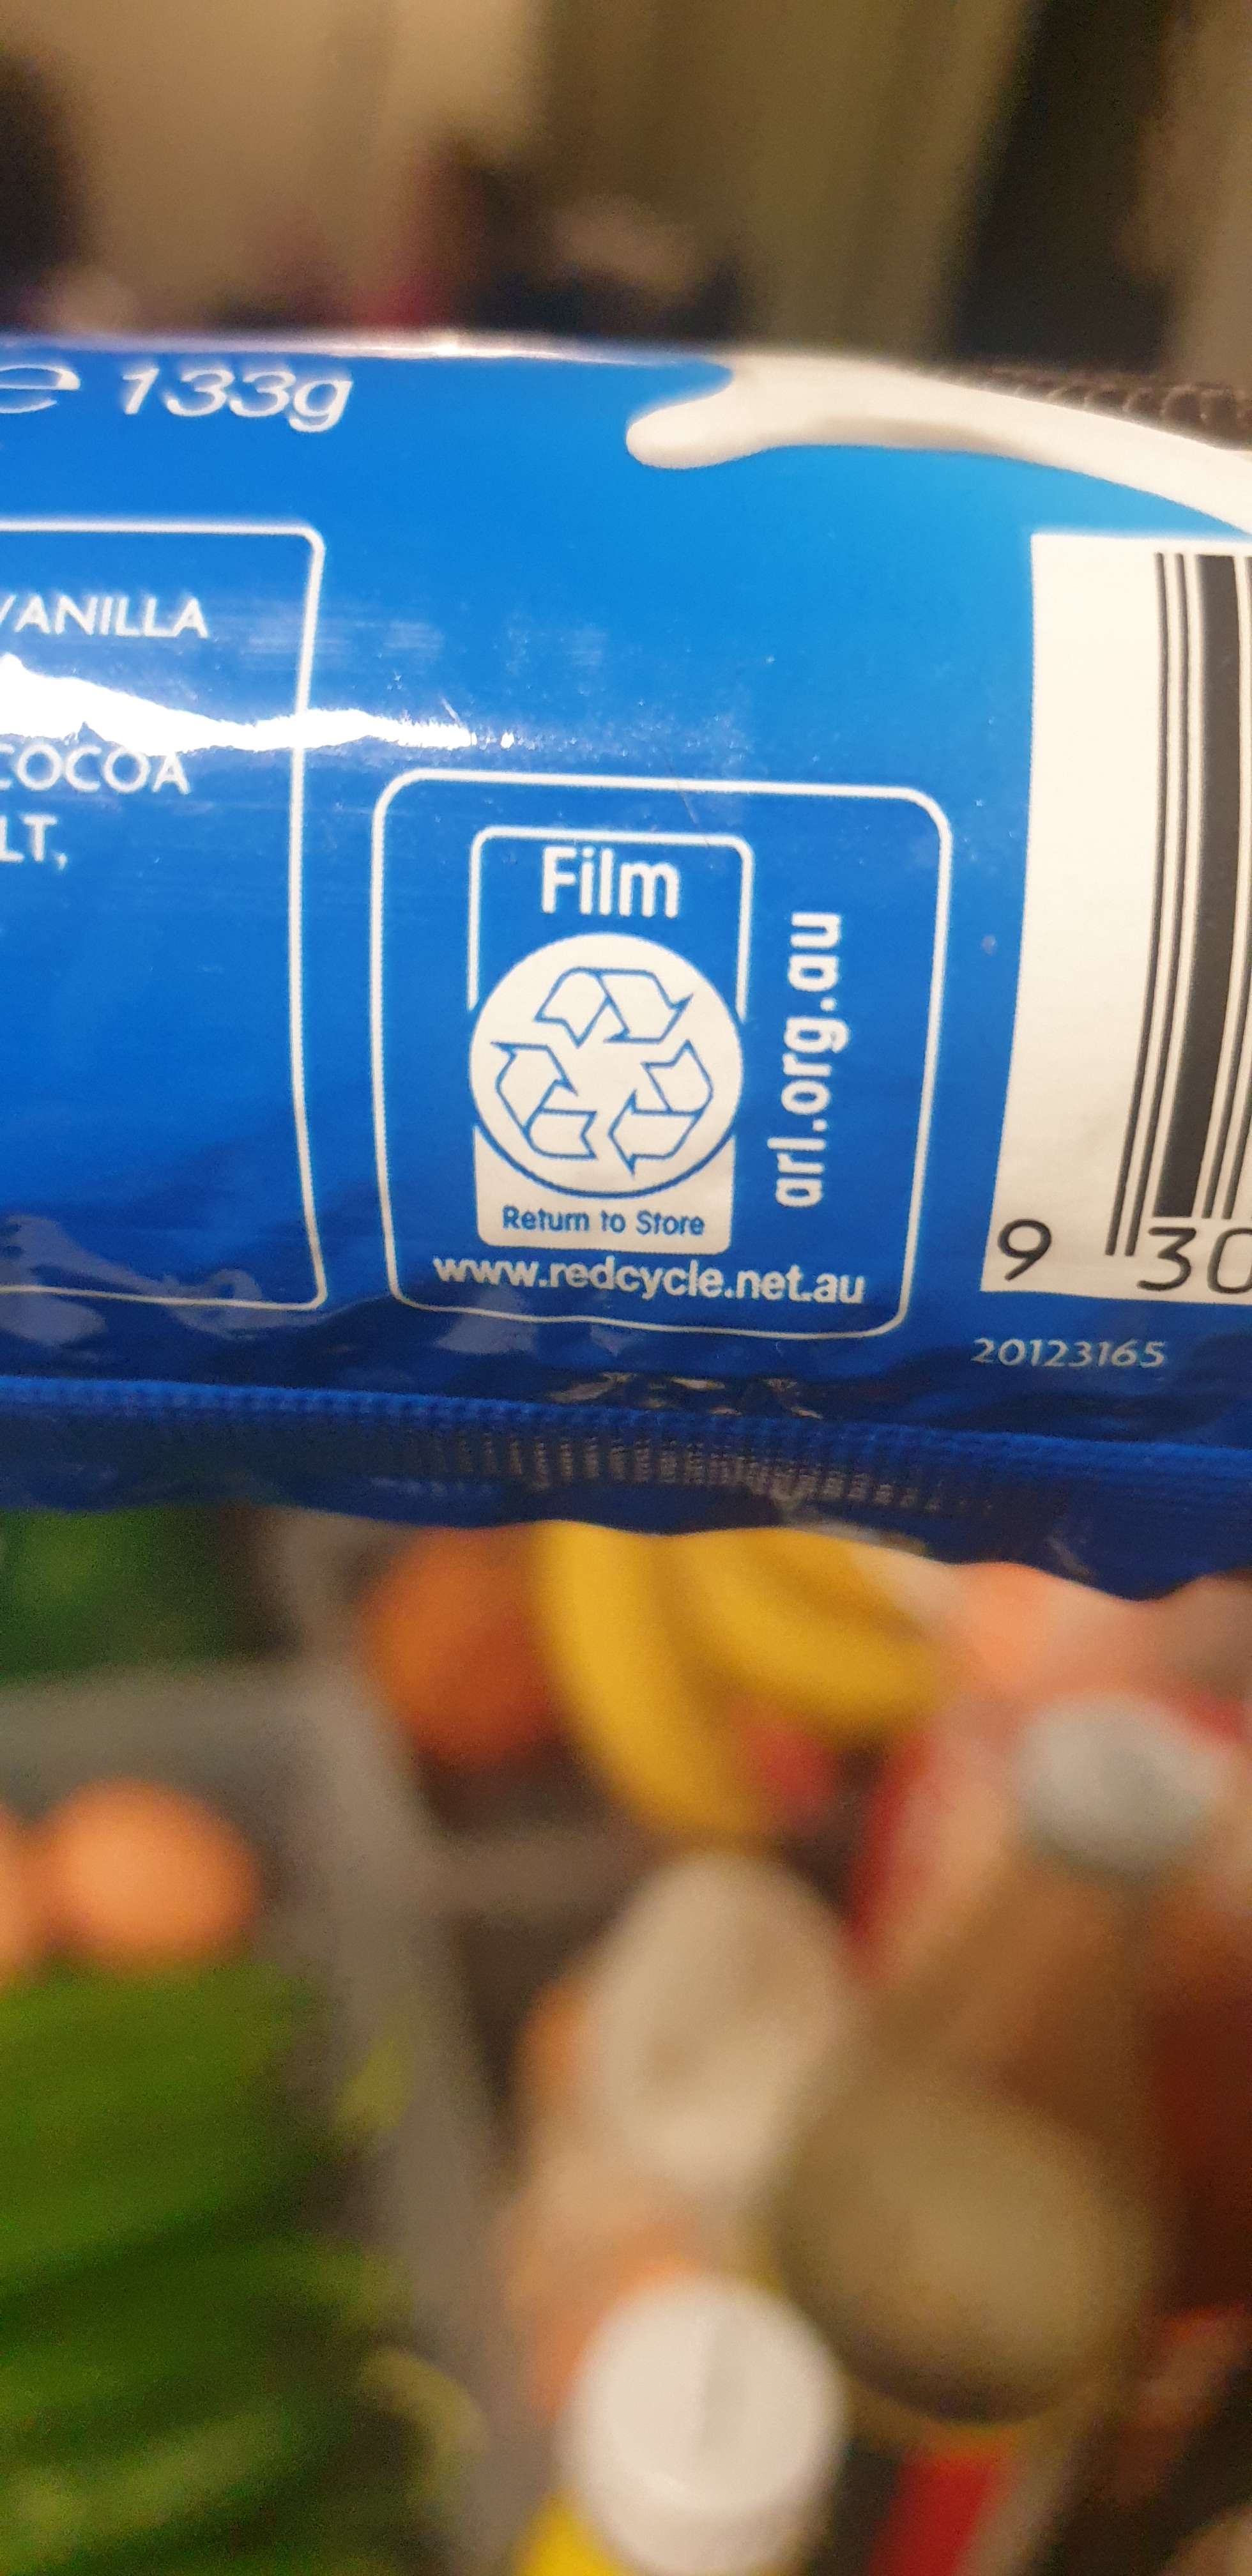 e 133g
VANILLA
COCOA
LT,
Film
arl.org.au
Return to Store
www.redcycle.net.au
9 30
20123165